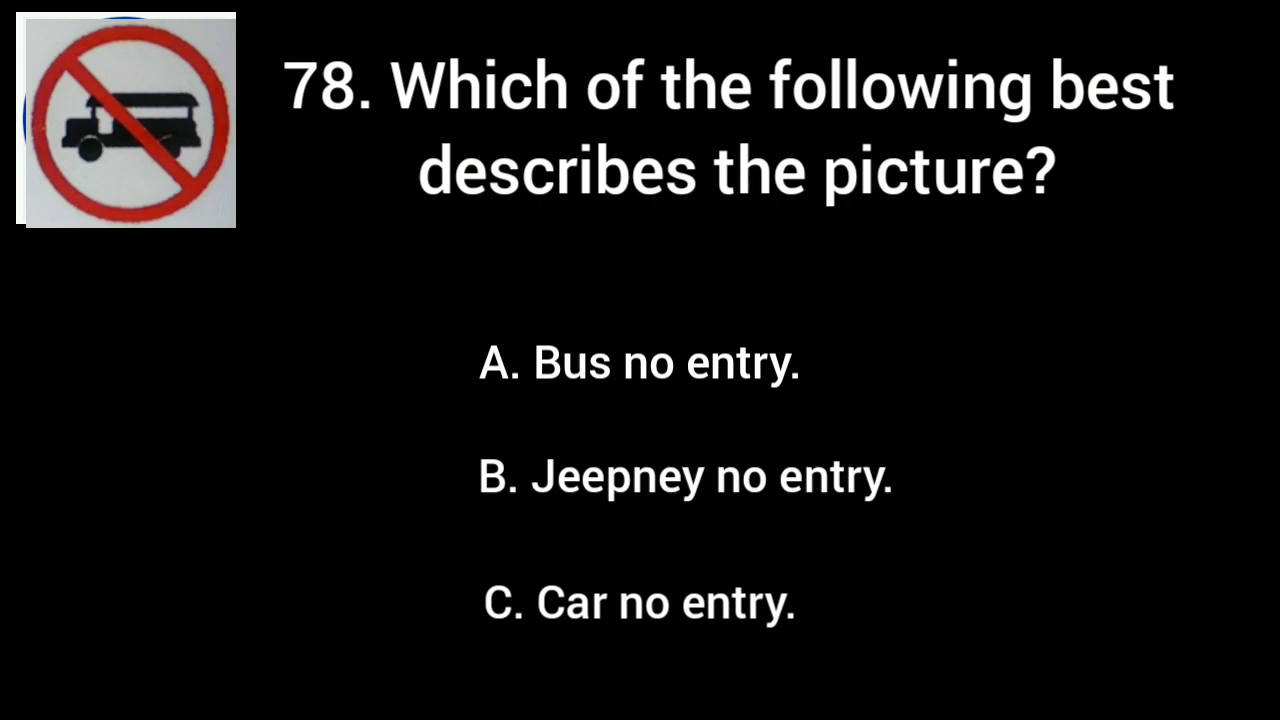 78. Which of the following best
describes the picture?
A. Bus no entry.
B. Jeepney no entry.
C. Car no entry.